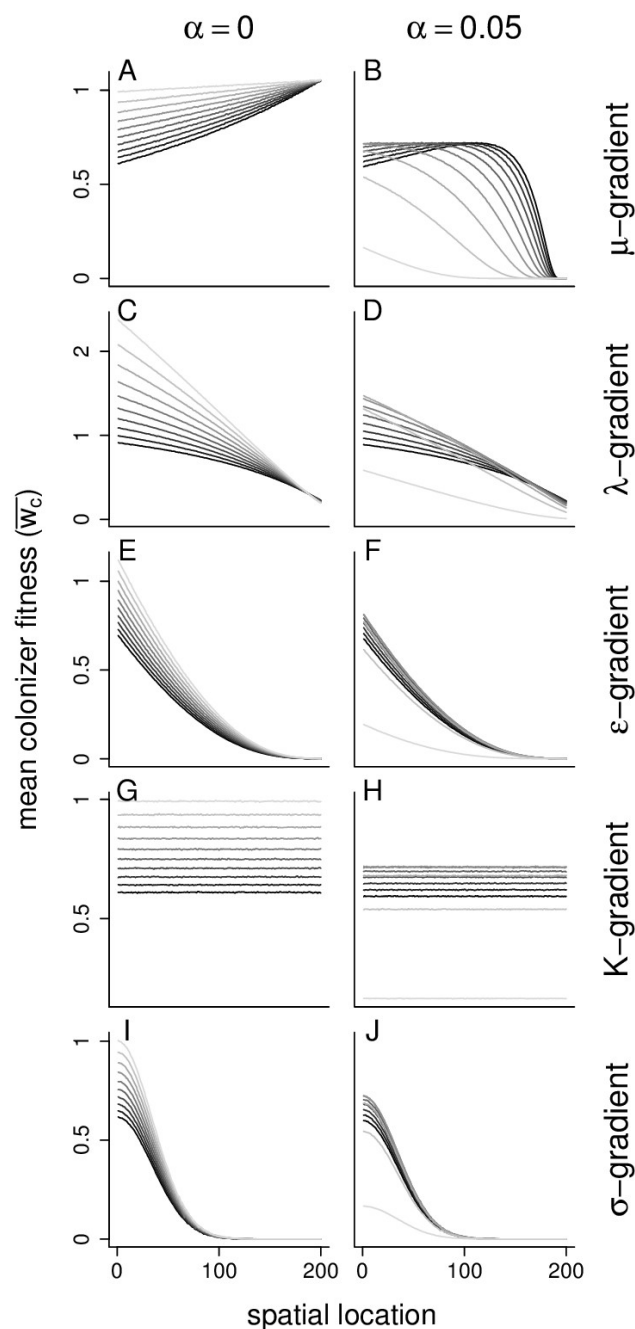 α = 0
α = 0.05
A
B
0
0.5
1
μ−gradient
C
D
0
1
2
λ−gradient
E
F
0
0.5
1
ε−gradient
G
H
0.5
1
K−gradient
I
J
0
0.5
1
σ−gradient
0
100
200
0
100
200
mean colonizer fitness (w̅c̅)
spatial location